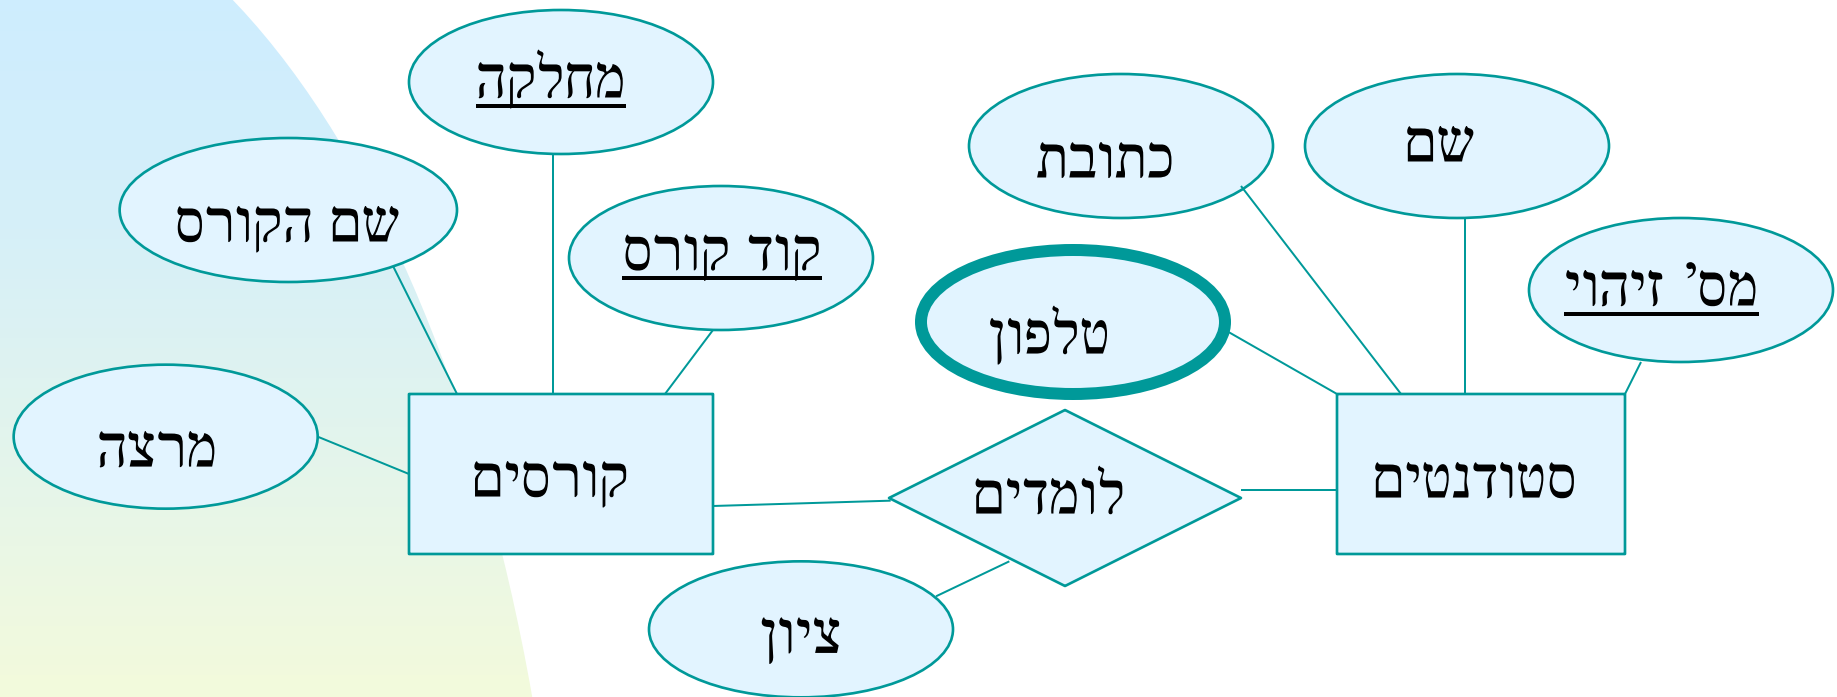 מחלקה
שם
כתובת
שם הקורס
קוד קורס
מס' זיהוי
טלפון
מרצה
קורסים
לומדים
סטודנטים
ציון